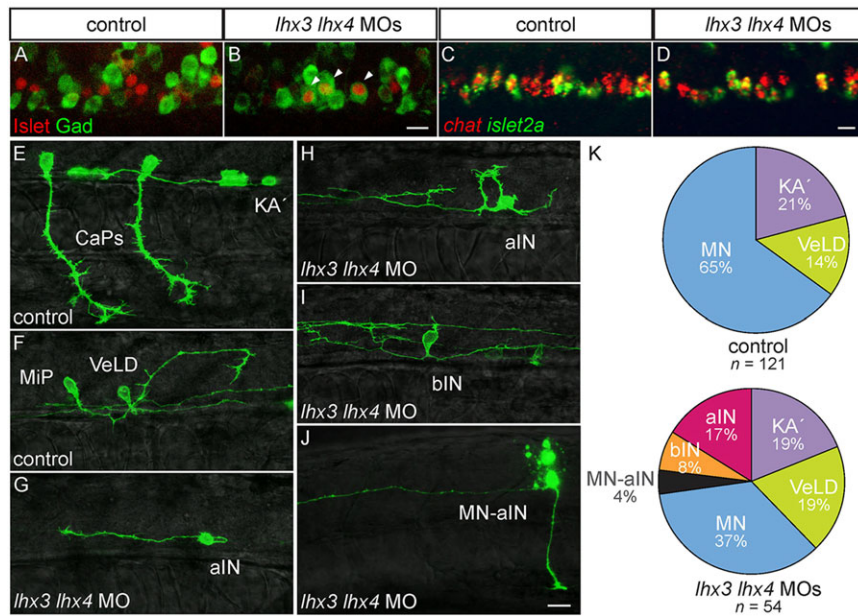 control
lhx3 lhx4 MOs
control
lhx3 lhx4 MOs
A
B
C
D
Islet Gad
chat islet2a
E
KA´
CaPs
control
F
MiP
VeLD
control
G
aIN
lhx3 lhx4 MO
H
aIN
lhx3 lhx4 MO
I
bIN
lhx3 lhx4 MO
J
MN-aIN
lhx3 lhx4 MO
K
KA´
21%
MN
65%
VeLD
14%
control
n = 121
aIN
17%
KA´
19%
bIN
8%
MN-aIN
4%
VeLD
19%
MN
37%
lhx3 lhx4 MOs
n = 54